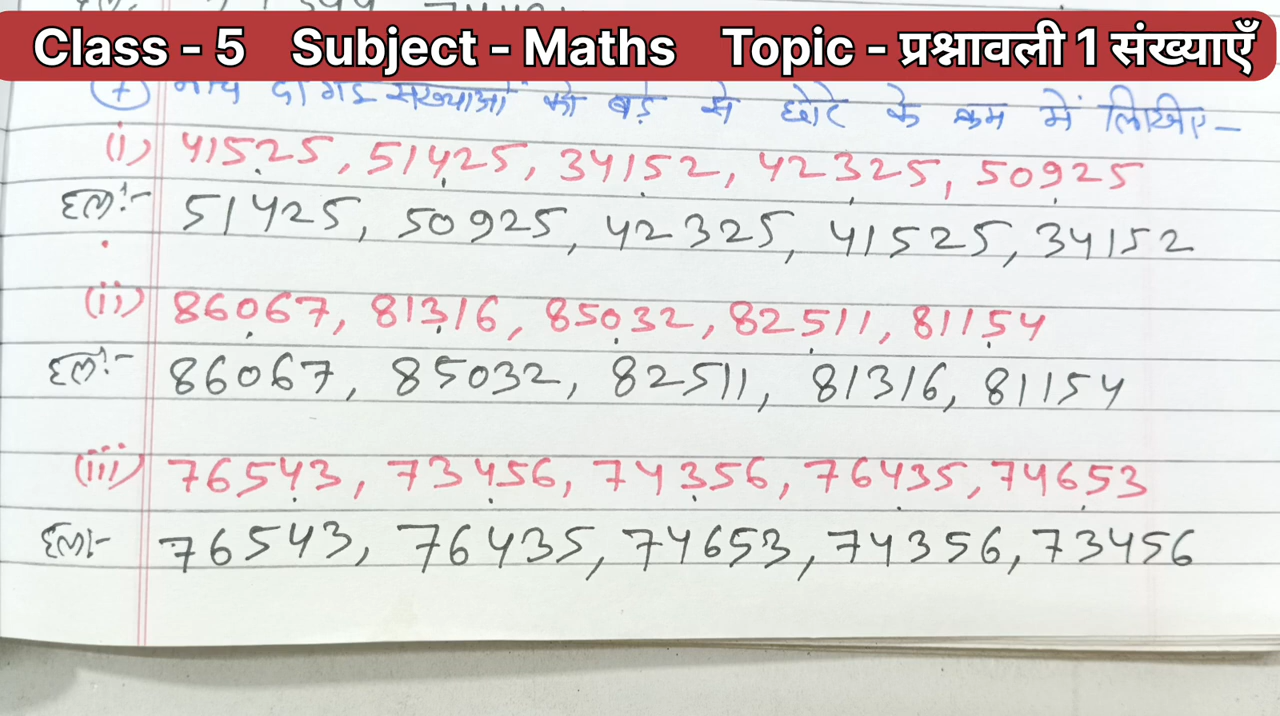 Class - 5 Subject - Maths Topic - प्रश्नावली 1 संख्याएँ
(7) नीचे दी गई संख्याओं को बड़े से छोटे के क्रम में लिखिए-
(i) 41525, 51425, 34152, 42325, 50925
हलः- 51425, 50925, 42325, 41525, 34152
(ii) 86067, 81316, 85032, 82511, 81154
हलः- 86067, 85032, 82511, 81316, 81154
(iii) 76543, 73456, 74356, 76435, 74653
हलः- 76543, 76435, 74653, 74356, 73456